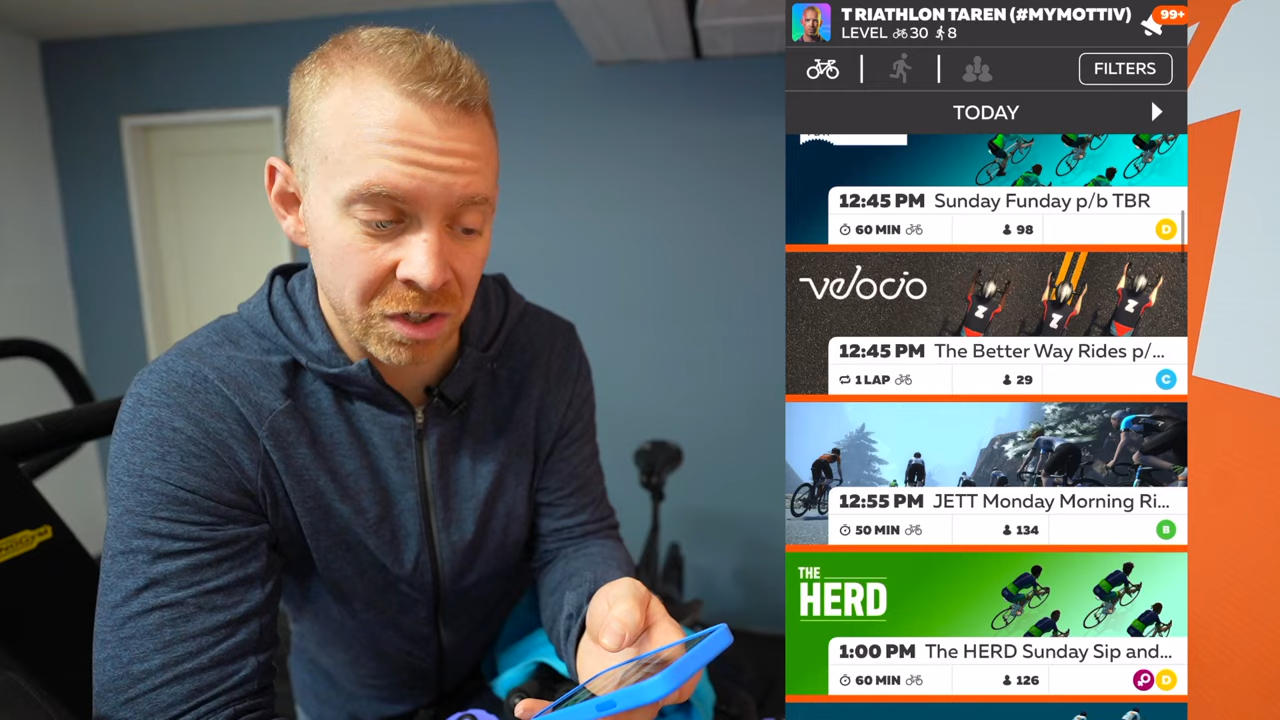 T RIATHLON TAREN (#MYMOTTIV)
99+
LEVEL 30 8
FILTERS
TODAY
12:45 PM Sunday Funday p/b TBR
60 MIN 98 D
velocio
Z Z Z
12:45 PM The Better Way Rides p/...
1 LAP 29 C
12:55 PM JETT Monday Morning Ri...
50 MIN 134 B
THE
HERD
1:00 PM The HERD Sunday Sip and...
60 MIN 126 D